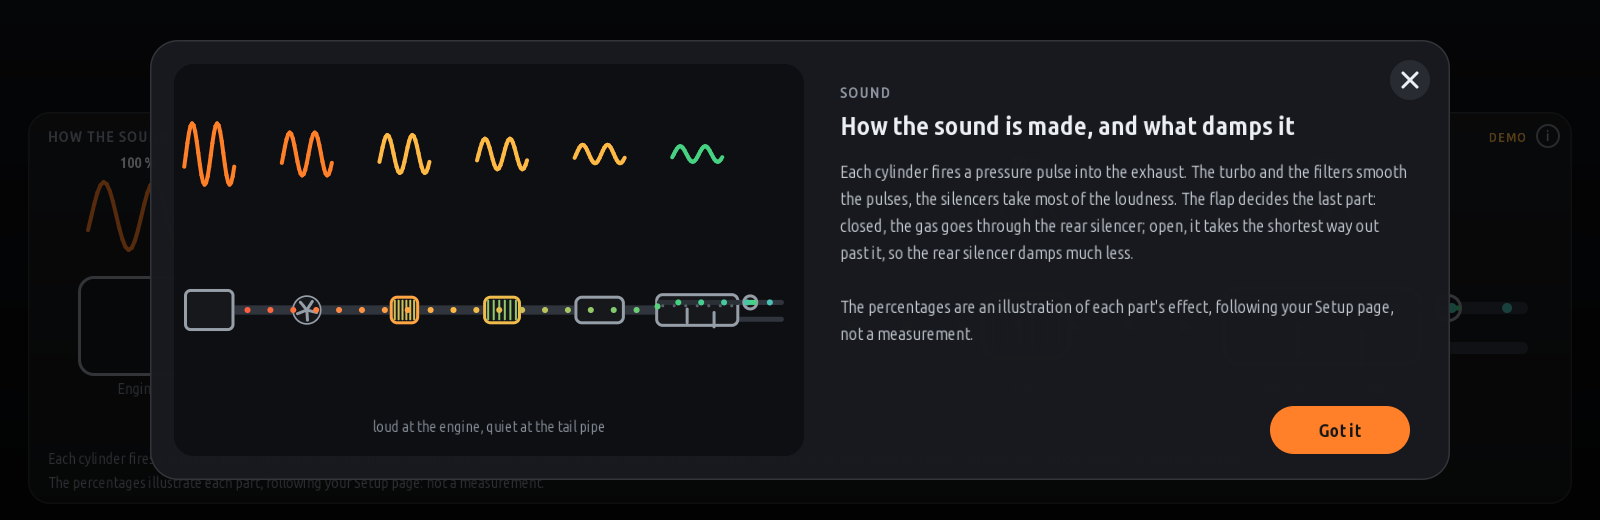 HOW THE SOU
100 %
Engin
Each cylinder fires
The percentages illustrate each part, following your Setup page: not a measurement.
DEMO
i
loud at the engine, quiet at the tail pipe
SOUND
How the sound is made, and what damps it
Each cylinder fires a pressure pulse into the exhaust. The turbo and the filters smooth
the pulses, the silencers take most of the loudness. The flap decides the last part:
closed, the gas goes through the rear silencer; open, it takes the shortest way out
past it, so the rear silencer damps much less.
The percentages are an illustration of each part's effect, following your Setup page,
not a measurement.
Got it